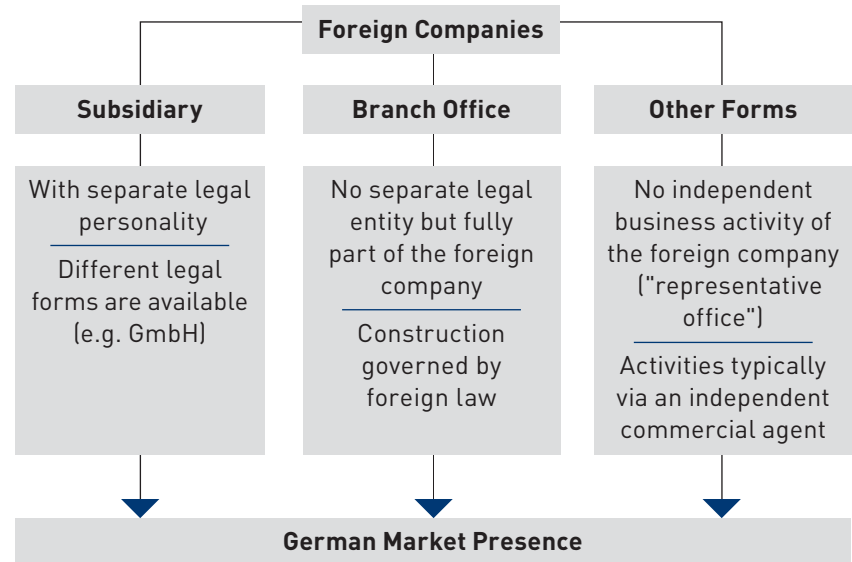 Foreign Companies
Subsidiary
With separate legal
personality
Different legal
forms are available
(e.g. GmbH)
Branch Office
No separate legal
entity but fully
part of the foreign
company
Construction
governed by
foreign law
Other Forms
No independent
business activity of
the foreign company
("representative
office")
Activities typically
via an independent
commercial agent
German Market Presence